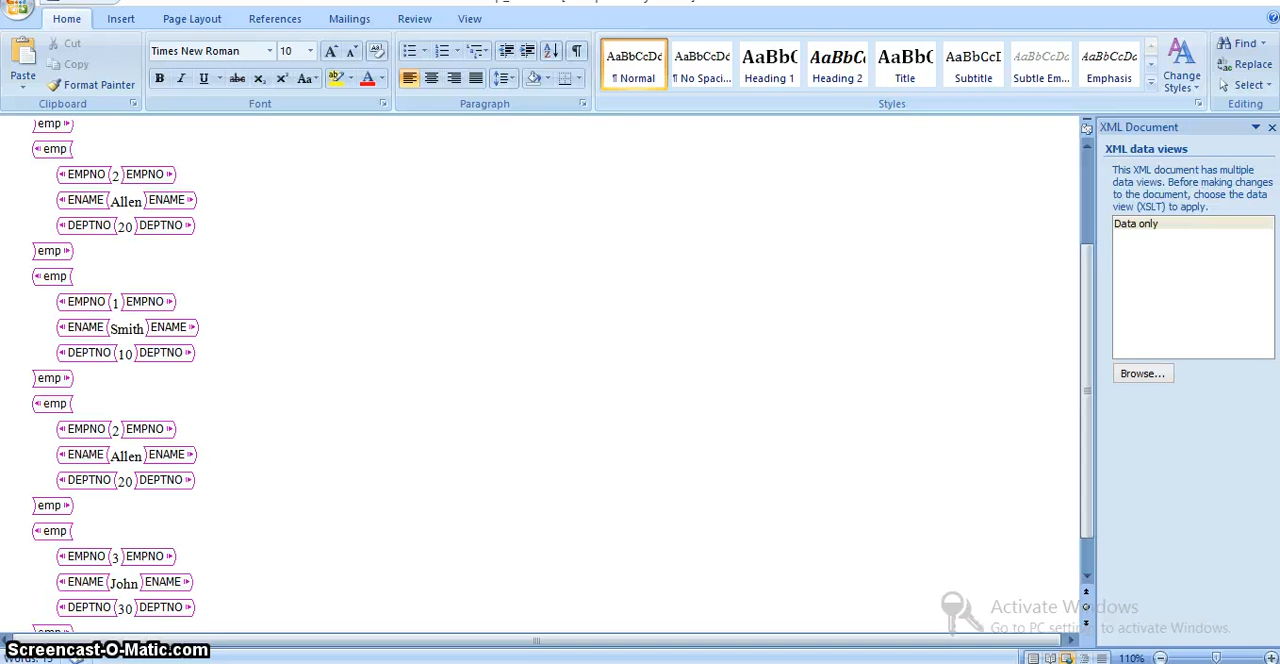 Home Insert Page Layout References Mailings Review View
Cut
Copy
Format Painter
Paste
Clipboard
Times New Roman 10
B I U abc x₂ x² Aa ab A
Font
Paragraph
AaBbCcDc AaBbCcDc AaBb( AaBbC AaBbC AaBbCcI AaBbCcDc AaBbCcDc
¶ Normal ¶ No Spaci... Heading 1 Heading 2 Title Subtitle Subtle Em... Emphasis
Change Styles
Styles
Find
Replace
Select
Editing
emp
emp
EMPNO 2 EMPNO
ENAME Allen ENAME
DEPTNO 20 DEPTNO
emp
emp
EMPNO 1 EMPNO
ENAME Smith ENAME
DEPTNO 10 DEPTNO
emp
emp
EMPNO 2 EMPNO
ENAME Allen ENAME
DEPTNO 20 DEPTNO
emp
emp
EMPNO 3 EMPNO
ENAME John ENAME
DEPTNO 30 DEPTNO
XML Document
XML data views
This XML document has multiple
data views. Before making changes
to the document, choose the data
view (XSLT) to apply.
Data only
Browse...
Activate Windows
Go to PC settings to activate Windows.
Screencast-O-Matic.com
110%